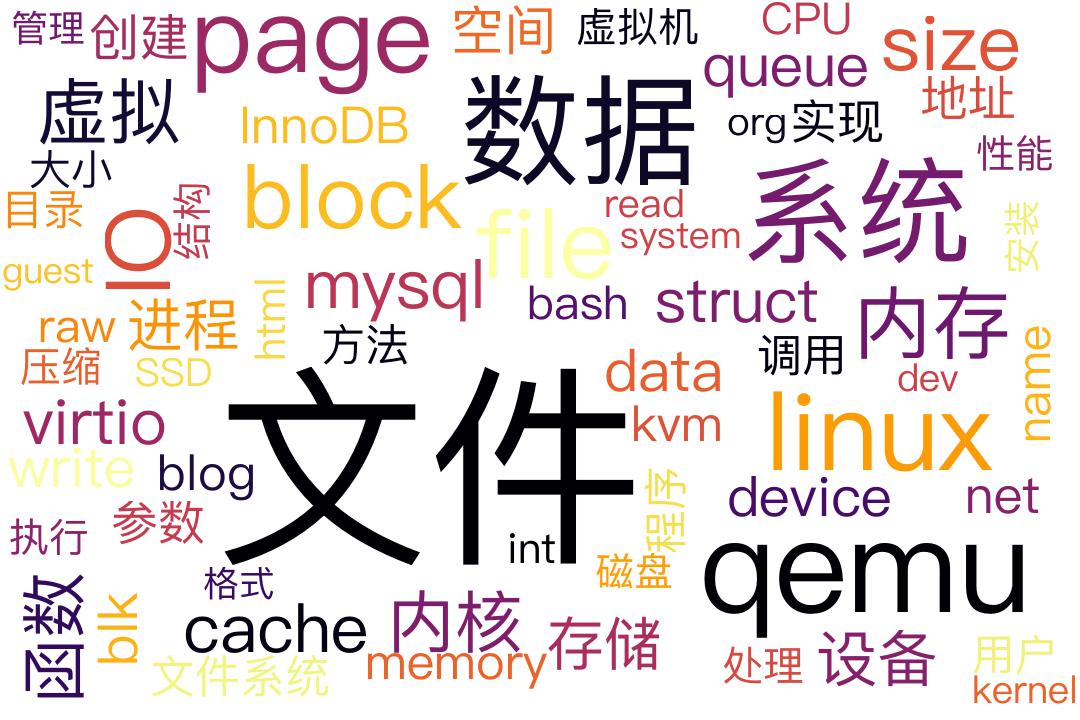 管理
创建
page
空间
虚拟机
CPU
size
queue
地址
虚拟
InnoDB
数据
org
实现
性能
大小
目录
IO
结构
block
file
read
system
系统
安装
guest
html
mysql
bash
struct
内存
raw
进程
方法
调用
name
压缩
SSD
data
dev
virtio
文件
kvm
linux
write
blog
程序
device
net
执行
参数
int
磁盘
qemu
函数
blk
格式
cache
内核
存储
文件系统
memory
处理
设备
用户
kernel